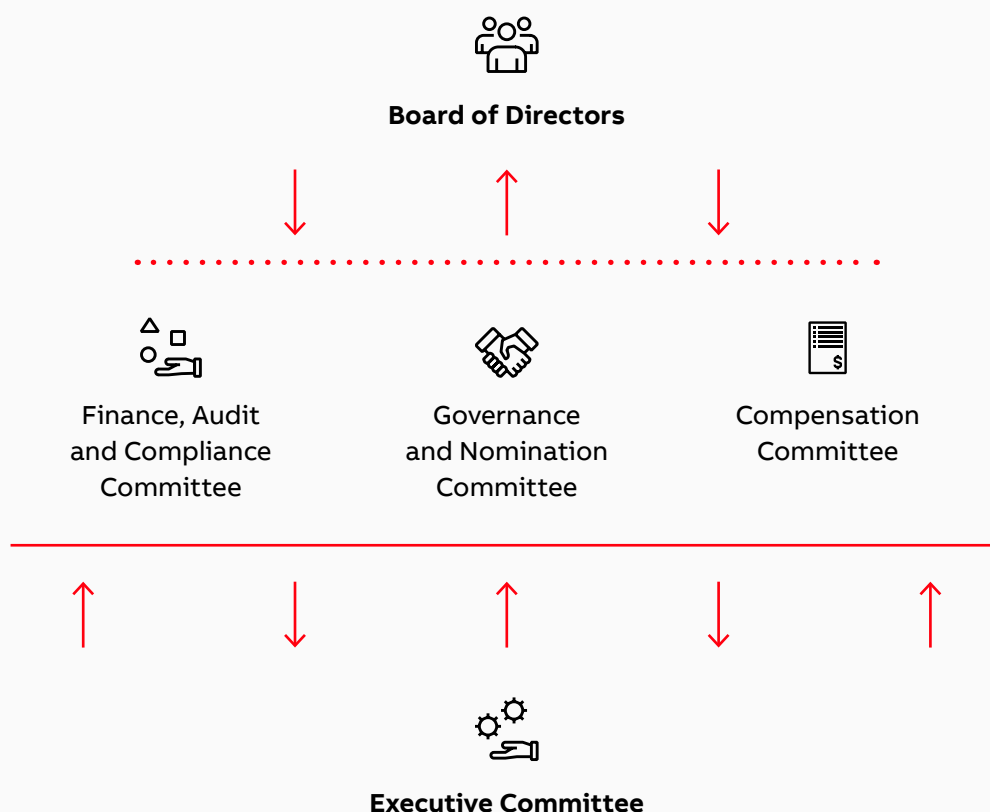 Board of Directors
Finance, Audit
and Compliance
Committee
Governance
and Nomination
Committee
Compensation
Committee
$
Executive Committee